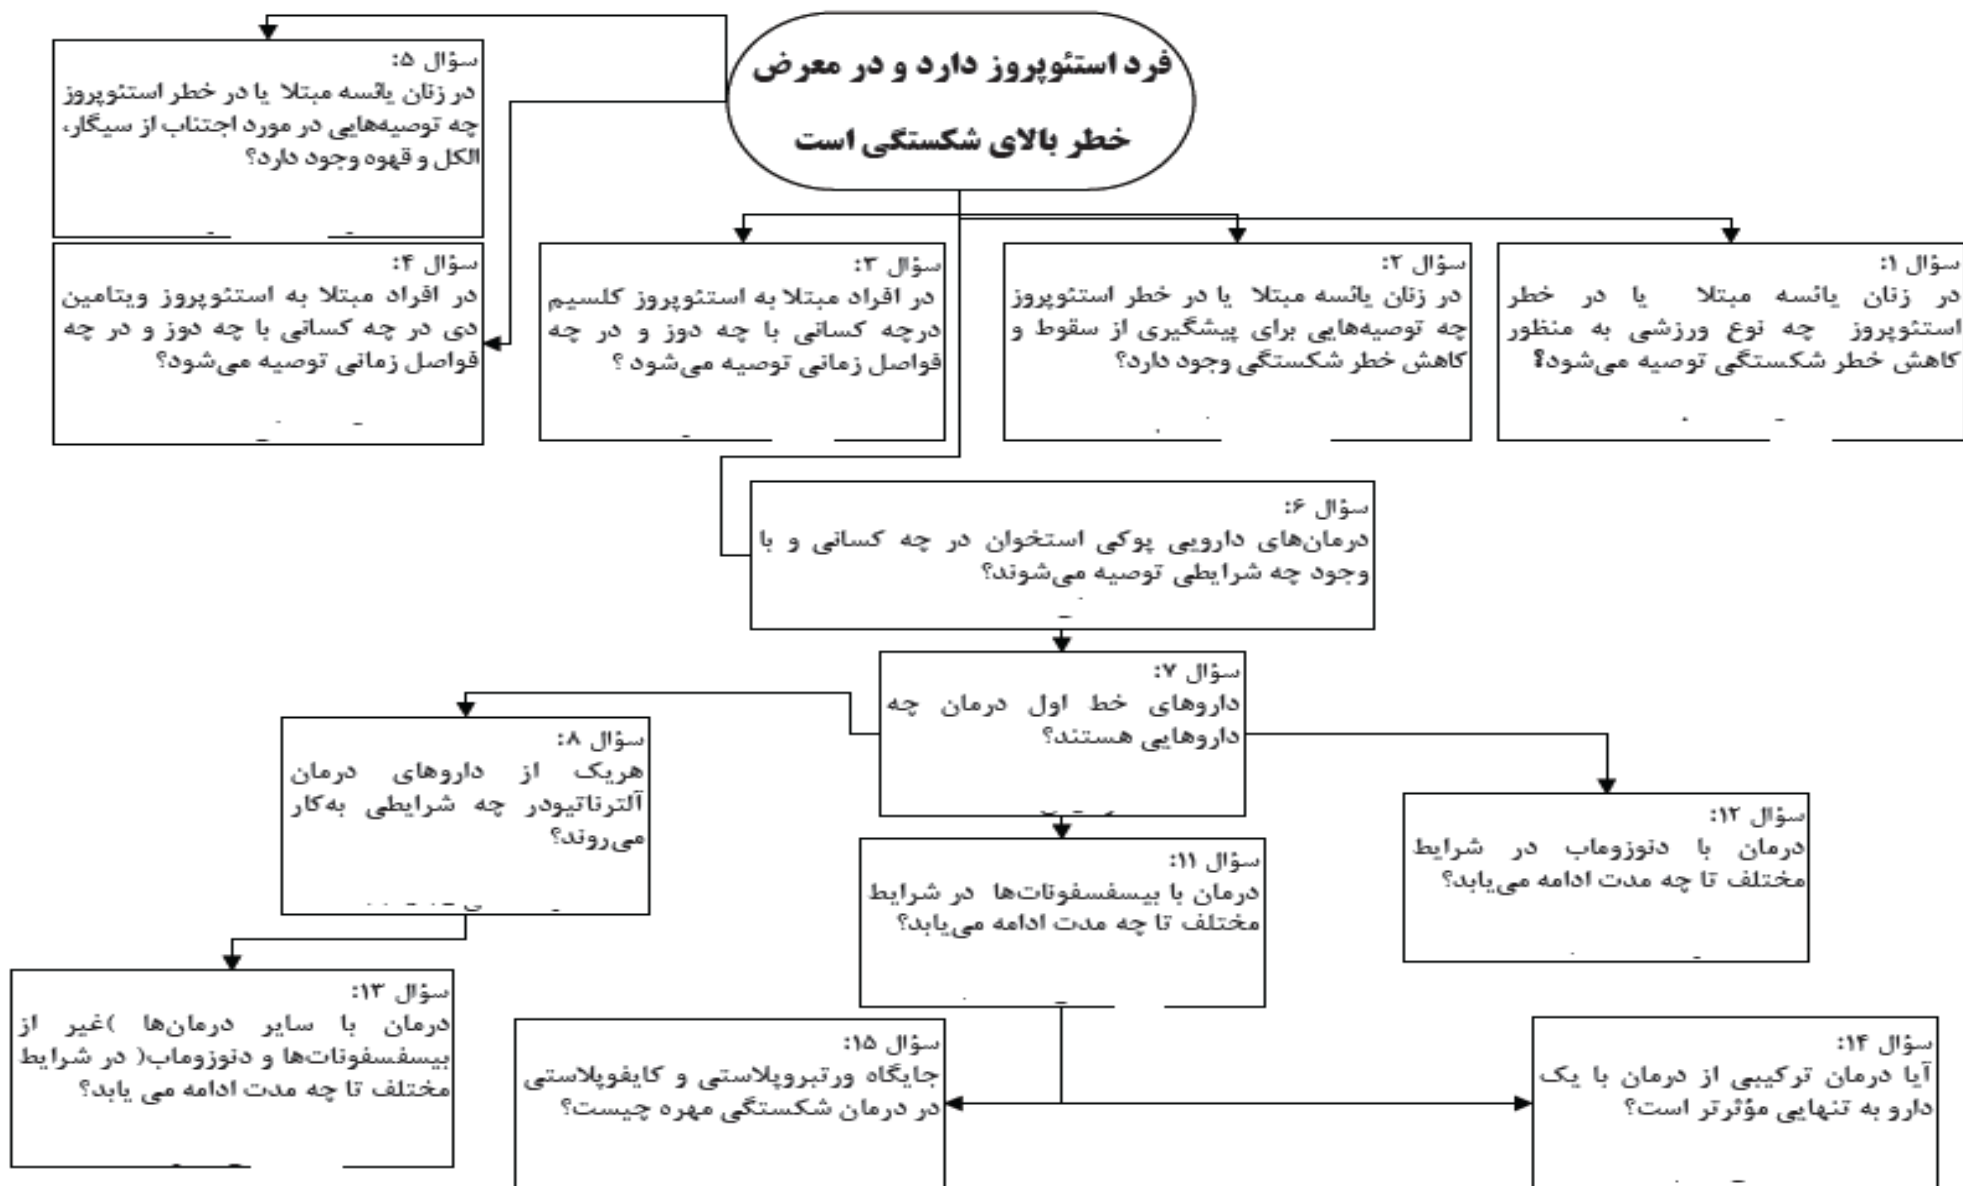 فرد استئوپروز دارد و در معرض
خطر بالای شکستگی است
سؤال ۵:
در زنان یائسه مبتلا یا در خطر استئوپروز
چه توصیه‌هایی در مورد اجتناب از سیگار،
الکل و قهوه وجود دارد؟
سؤال ۱:
در زنان یائسه مبتلا یا در خطر
استئوپروز چه نوع ورزشی به منظور
کاهش خطر شکستگی توصیه می‌شود؟
سؤال ۲:
در زنان یائسه مبتلا یا در خطر استئوپروز
چه توصیه‌هایی برای پیشگیری از سقوط و
کاهش خطر شکستگی وجود دارد؟
سؤال ۳:
در افراد مبتلا به استئوپروز کلسیم
درچه کسانی با چه دوز و در چه
فواصل زمانی توصیه می‌شود ؟
سؤال ۴:
در افراد مبتلا به استئوپروز ویتامین
دی در چه کسانی با چه دوز و در چه
فواصل زمانی توصیه می‌شود؟
سؤال ۶:
درمان‌های دارویی پوکی استخوان در چه کسانی و با
وجود چه شرایطی توصیه می‌شوند؟
سؤال ۷:
داروهای خط اول درمان چه
داروهایی هستند؟
سؤال ۸:
هریک از داروهای درمان
آلترناتیودر چه شرایطی به‌کار
می‌روند؟
سؤال ۱۲:
درمان با دنوزوماب در شرایط
مختلف تا چه مدت ادامه می‌یابد؟
سؤال ۱۱:
درمان با بیسفسفونات‌ها در شرایط
مختلف تا چه مدت ادامه می‌یابد؟
سؤال ۱۳:
درمان با سایر درمان‌ها )غیر از
بیسفسفونات‌ها و دنوزوماب( در شرایط
مختلف تا چه مدت ادامه می یابد؟
سؤال ۱۴:
آیا درمان ترکیبی از درمان با یک
دارو به تنهایی مؤثرتر است؟
سؤال ۱۵:
جایگاه ورتبروپلاستی و کایفوپلاستی
در درمان شکستگی مهره چیست؟